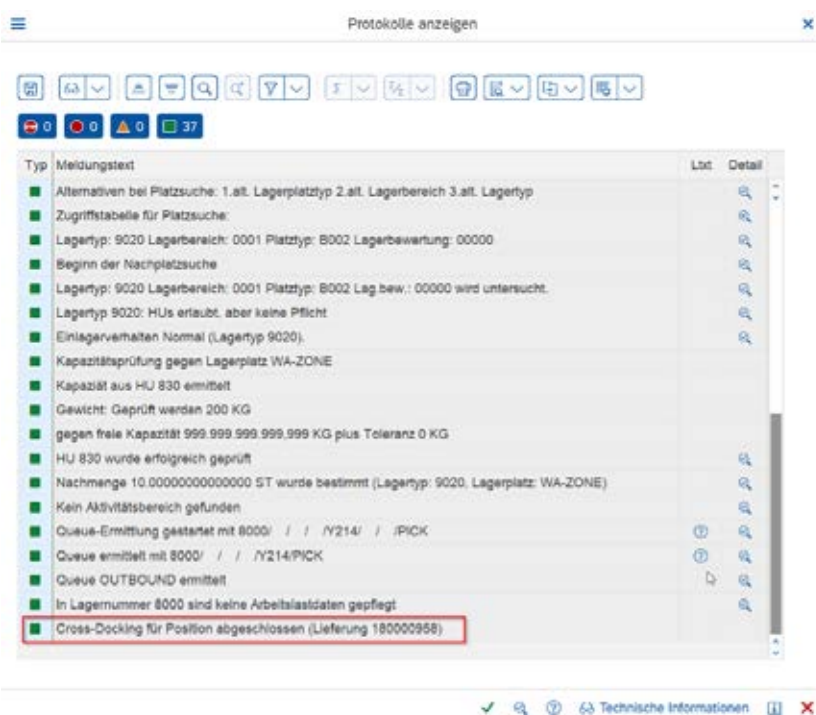 Protokolle anzeigen
0 0 0 37
Typ Meldungstext Ltxt Detail
Alternativen bei Platzsuche: 1.alt. Lagerplatztyp 2.alt. Lagerbereich 3.alt. Lagertyp
Zugriffstabelle für Platzsuche:
Lagertyp: 9020 Lagerbereich: 0001 Platztyp: B002 Lagerbewertung: 00000
Beginn der Nachplatzsuche
Lagertyp: 9020 Lagerbereich: 0001 Platztyp: B002 Lag.bew.: 00000 wird untersucht.
Lagertyp 9020: HUs erlaubt, aber keine Pflicht
Einlagerverhalten Normal (Lagertyp 9020).
Kapazitätsprüfung gegen Lagerplatz WA-ZONE
Kapaziät aus HU 830 ermittelt
Gewicht: Geprüft werden 200 KG
gegen freie Kapazität 999.999.999.999,999 KG plus Toleranz 0 KG
HU 830 wurde erfolgreich geprüft
Nachmenge 10.00000000000000 ST wurde bestimmt (Lagertyp: 9020, Lagerplatz: WA-ZONE)
Kein Aktivitätsbereich gefunden
Queue-Ermittlung gestartet mit 8000/ / / /Y214/ / /PICK
Queue ermittelt mit 8000/ / / /Y214/PICK
Queue OUTBOUND ermittelt
In Lagernummer 8000 sind keine Arbeitslastdaten gepflegt
Cross-Docking für Position abgeschlossen (Lieferung 180000958)
Technische Informationen